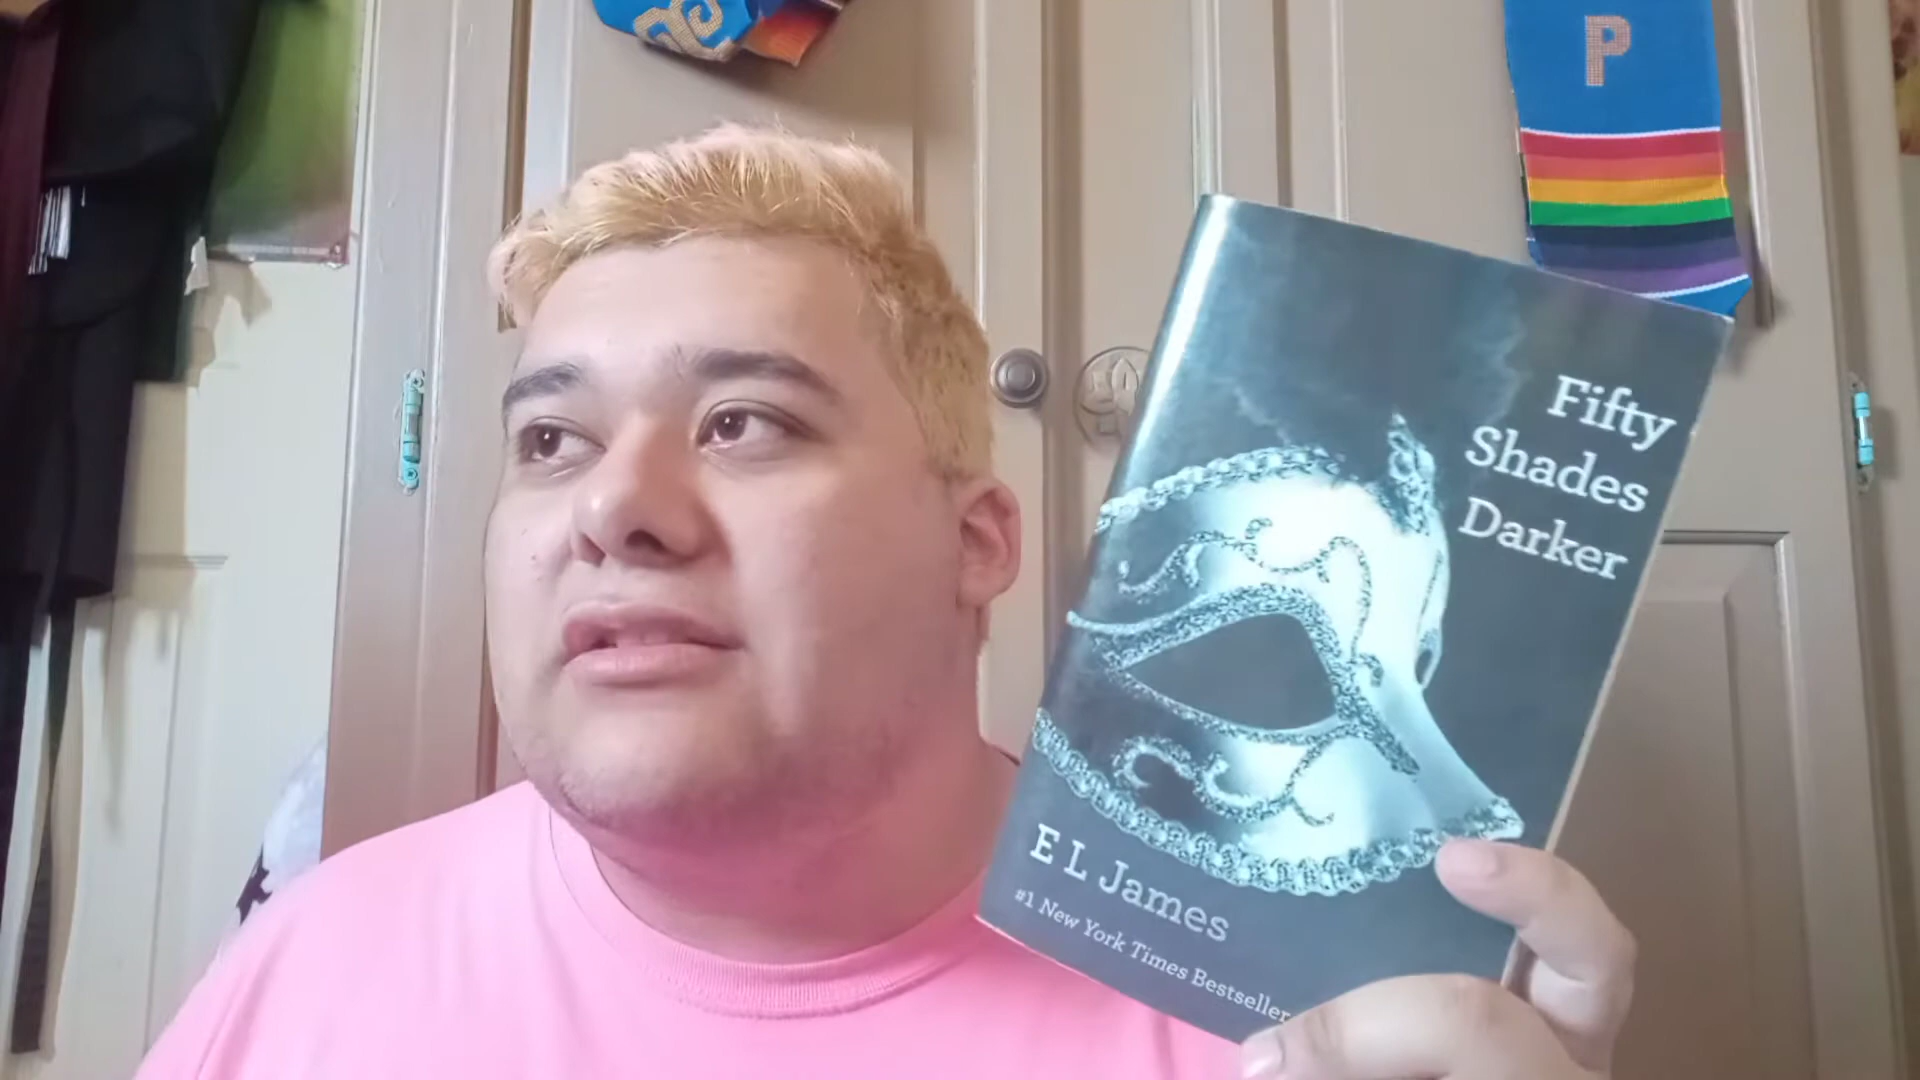 P
Fifty
Shades
Darker
E L James
#1 New York Times Bestseller